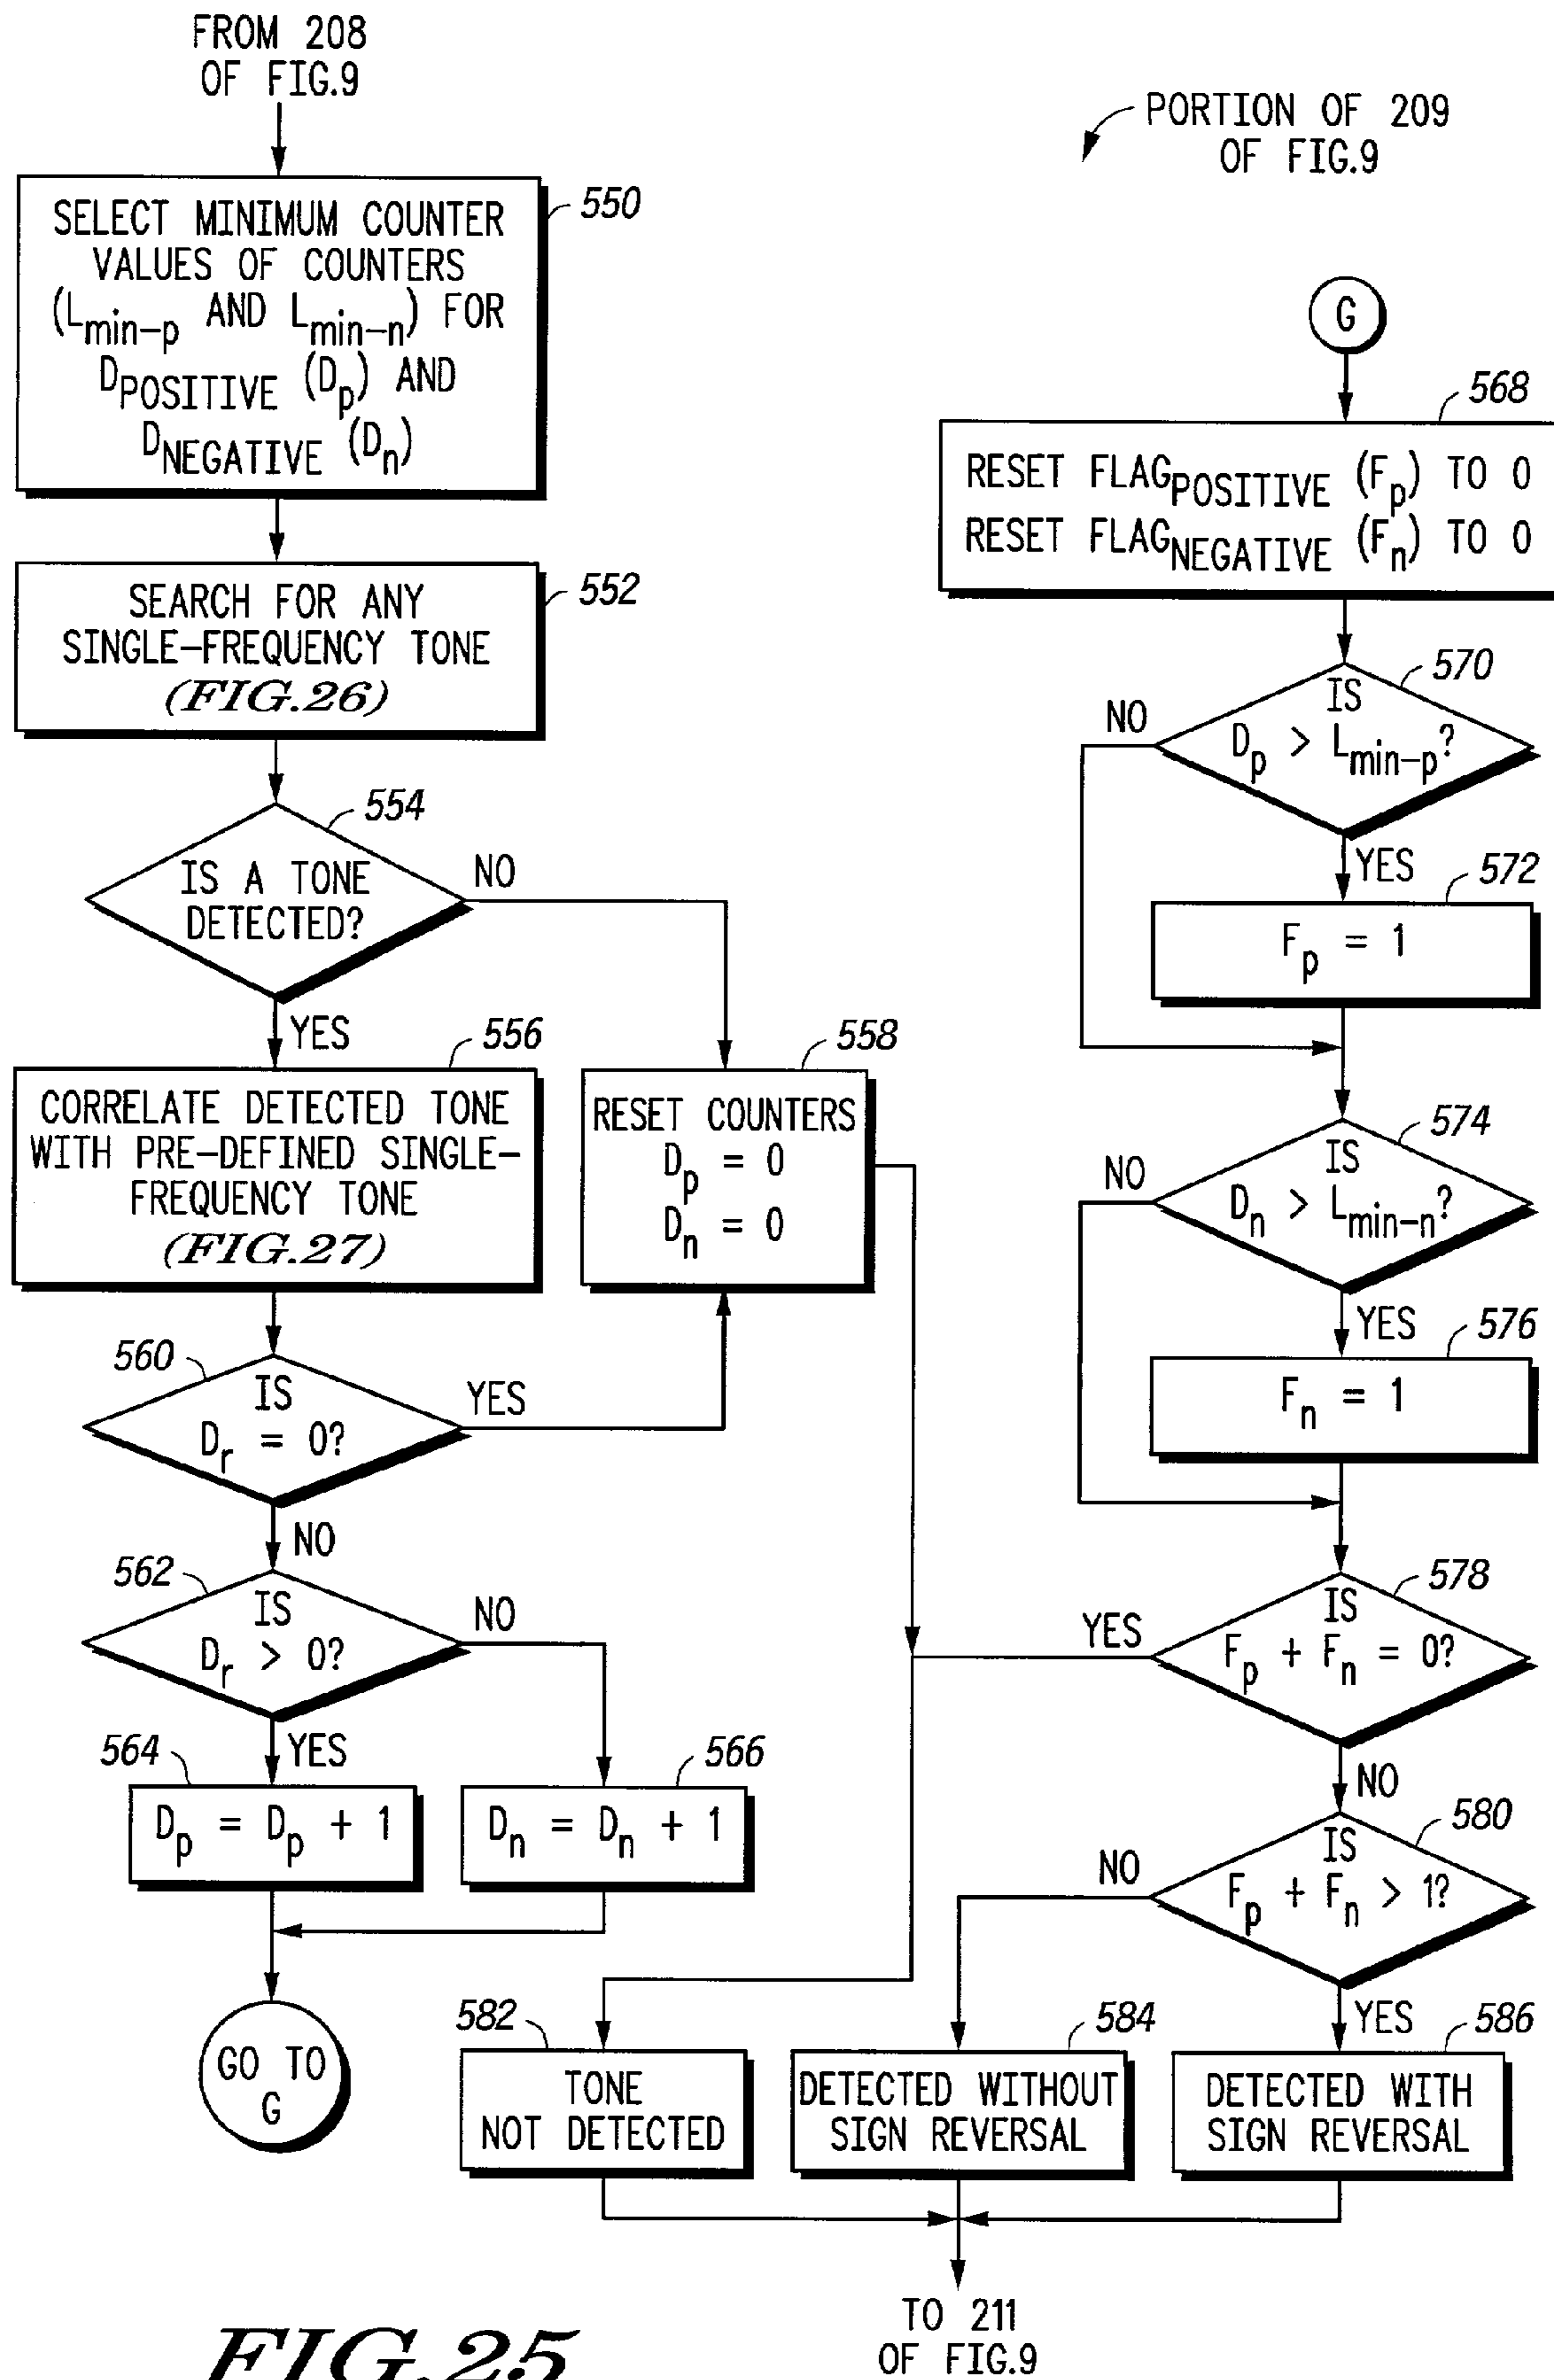 FROM 208
OF FIG.9
SELECT MINIMUM COUNTER
VALUES OF COUNTERS
(Lmin-p AND Lmin-n) FOR
DPOSITIVE (Dp) AND
DNEGATIVE (Dn)
550
SEARCH FOR ANY
SINGLE-FREQUENCY TONE
(FIG.26)
552
554
IS A TONE
DETECTED?
NO
YES
556
CORRELATE DETECTED TONE
WITH PRE-DEFINED SINGLE-
FREQUENCY TONE
(FIG.27)
558
RESET COUNTERS
Dp = 0
Dn = 0
560
IS
Dr = 0?
YES
NO
562
IS
Dr > 0?
NO
YES
564
Dp = Dp + 1
566
Dn = Dn + 1
GO TO
G
PORTION OF 209
OF FIG.9
G
568
RESET FLAGPOSITIVE (Fp) TO 0
RESET FLAGNEGATIVE (Fn) TO 0
570
IS
Dp > Lmin-p?
NO
YES
572
Fp = 1
574
IS
Dn > Lmin-n?
NO
YES
576
Fn = 1
578
IS
Fp + Fn = 0?
YES
NO
580
IS
Fp + Fn > 1?
NO
YES
582
TONE
NOT DETECTED
584
DETECTED WITHOUT
SIGN REVERSAL
586
DETECTED WITH
SIGN REVERSAL
TO 211
OF FIG.9
FIG.25